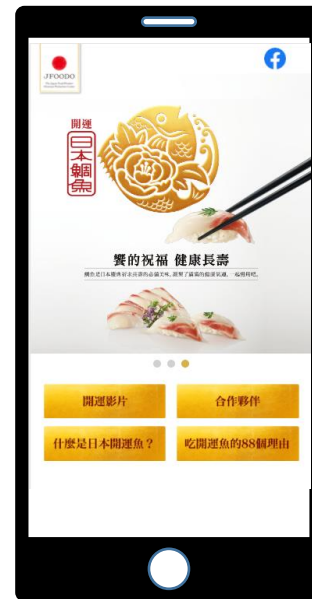 JFOODO
開運
日本鯛魚
饗的祝福 健康長壽
開運影片
合作夥伴
什麼是日本開運魚?
吃開運魚的88個理由